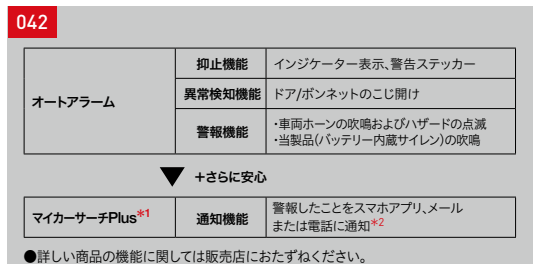 042
オートアラーム
抑止機能
インジケーター表示、警告ステッカー
異常検知機能
ドア/ボンネットのこじ開け
警報機能
・車両ホーンの吹鳴およびハザードの点滅
・当製品(バッテリー内蔵サイレン)の吹鳴
▼ +さらに安心
マイカーサーチPlus*1
通知機能
警報したことをスマホアプリ、メール
または電話に通知*2
●詳しい商品の機能に関しては販売店におたずねください。